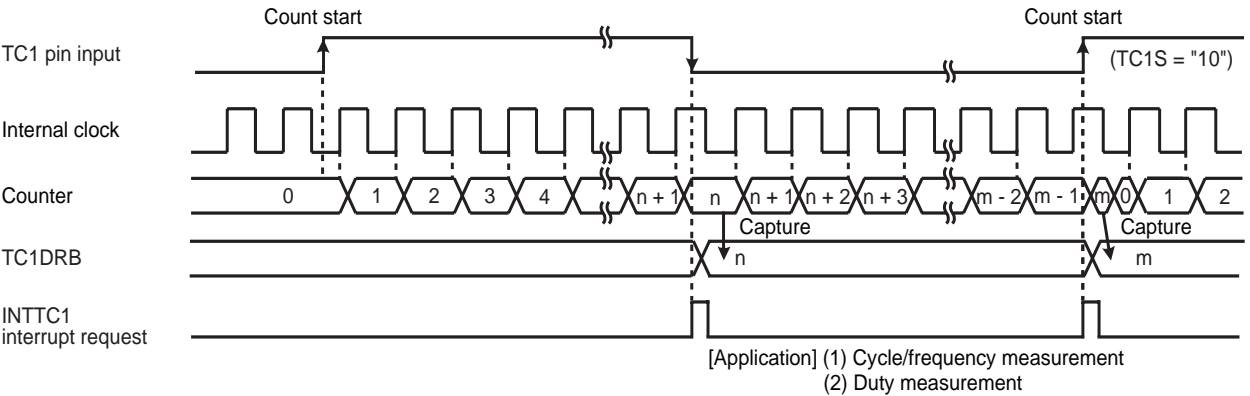 Count start Count start
TC1 pin input
(TC1S = "10")
Internal clock
Counter 0 1 2 3 4 n + 1 n n + 1 n + 2 n + 3 m - 2 m - 1 m 0 1 2
Capture Capture
TC1DRB n m
INTTC1
interrupt request
[Application] (1) Cycle/frequency measurement
(2) Duty measurement